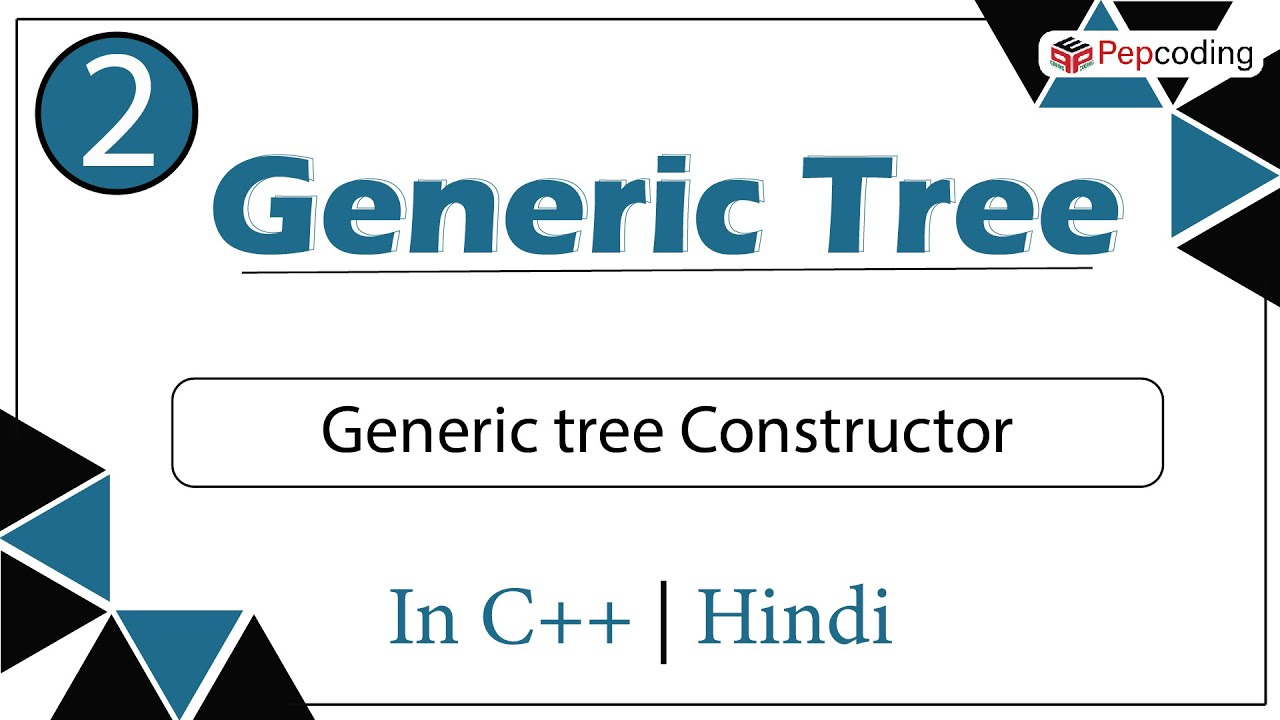 2
Pepcoding
Generic Tree
Generic tree Constructor
In C++ | Hindi